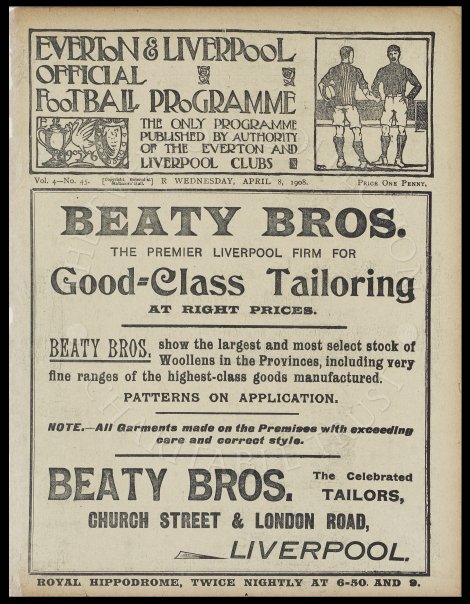 EVERTON & LIVERPOOL
OFFICIAL
FOOTBALL PROGRAMME
THE ONLY PROGRAMME
PUBLISHED BY AUTHORITY
OF THE EVERTON AND
LIVERPOOL CLUBS
Vol. 4—No. 45. R WEDNESDAY, APRIL 8, 1908. PRICE ONE PENNY.
BEATY BROS.
THE PREMIER LIVERPOOL FIRM FOR
Good-Class Tailoring
AT RIGHT PRICES.
BEATY BROS. show the largest and most select stock of
Woollens in the Provinces, including very
fine ranges of the highest-class goods manufactured.
PATTERNS ON APPLICATION.
NOTE.—All Garments made on the Premises with exceeding
care and correct style.
BEATY BROS. The Celebrated
TAILORS,
CHURCH STREET & LONDON ROAD,
LIVERPOOL.
ROYAL HIPPODROME, TWICE NIGHTLY AT 6-50. AND 9.